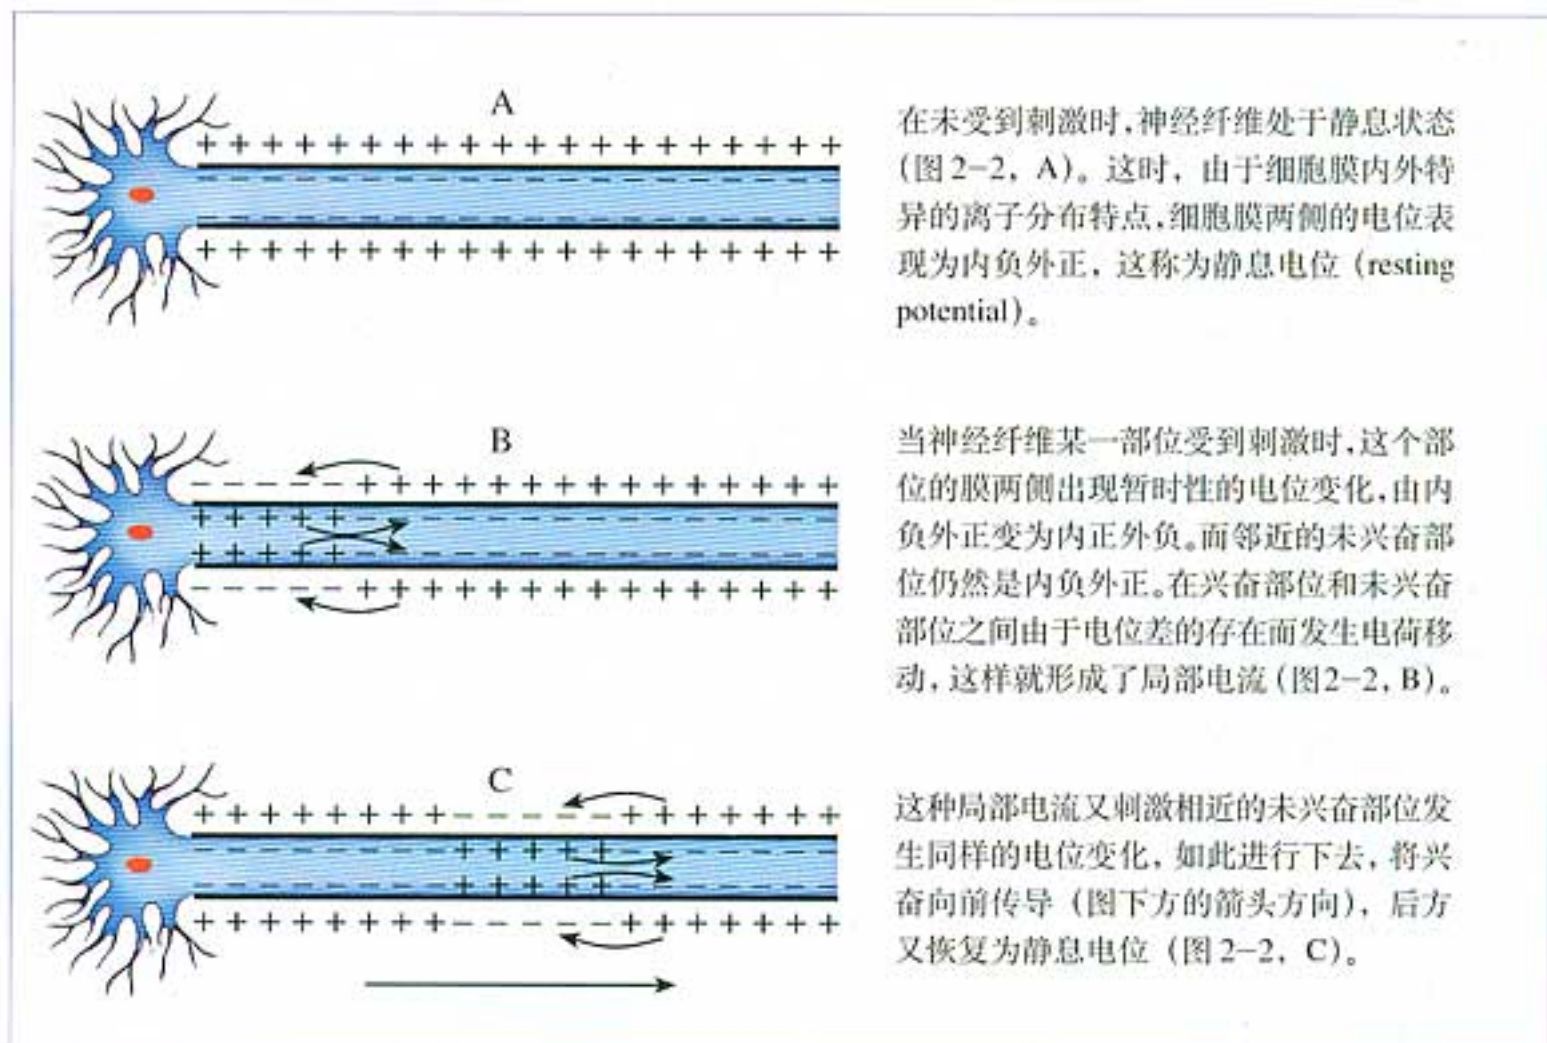 A
在未受到刺激时,神经纤维处于静息状态
(图2-2, A)。这时, 由于细胞膜内外特
异的离子分布特点,细胞膜两侧的电位表
现为内负外正, 这称为静息电位 (resting
potential)。
B
当神经纤维某一部位受到刺激时,这个部
位的膜两侧出现暂时性的电位变化,由内
负外正变为内正外负。而邻近的未兴奋部
位仍然是内负外正。在兴奋部位和未兴奋
部位之间由于电位差的存在而发生电荷移
动, 这样就形成了局部电流(图2-2, B)。
C
这种局部电流又刺激相近的未兴奋部位发
生同样的电位变化, 如此进行下去, 将兴
奋向前传导 (图下方的箭头方向), 后方
又恢复为静息电位 (图2-2, C)。